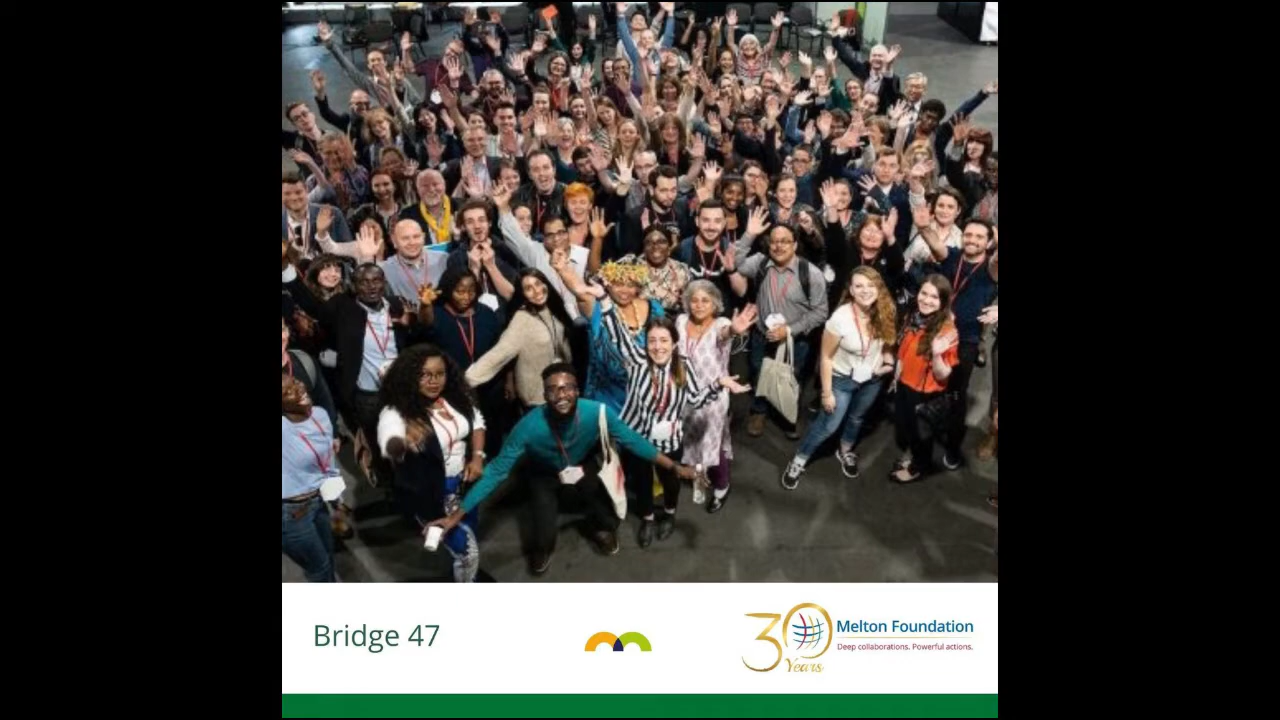 Bridge 47
30
Years
Melton Foundation
Deep collaborations. Powerful actions.